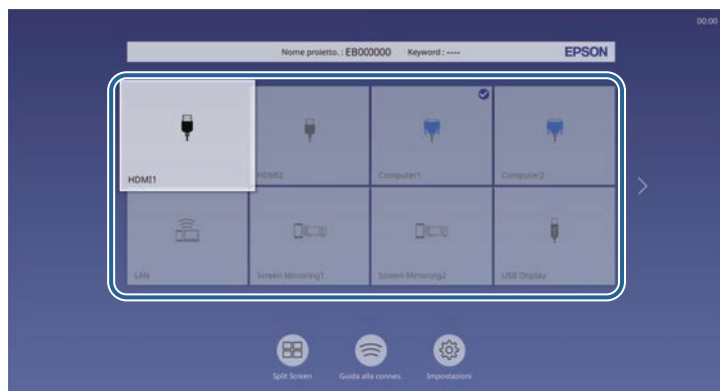 00:00
Nome proietto. : EB000000 Keyword : ---- EPSON
HDMI1 HDMI2 Computer1 Computer2
LAN Screen Mirroring1 Screen Mirroring2 USB Display
Split Screen Guida alla connes. Impostazioni